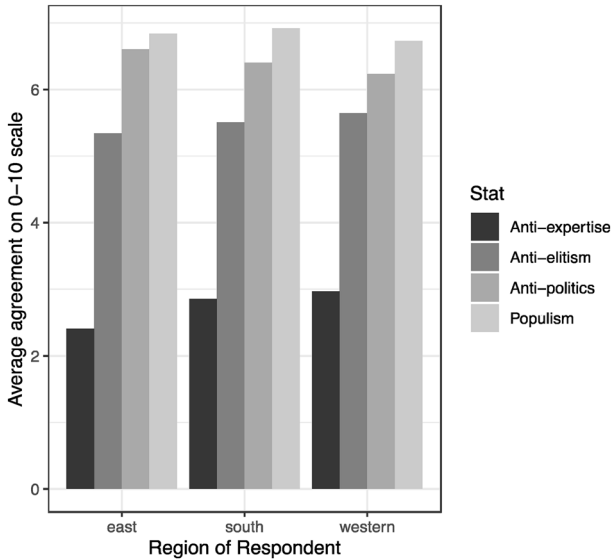 Average agreement on 0−10 scale
6
4
2
0
east south western
Region of Respondent
Stat
Anti−expertise
Anti−elitism
Anti−politics
Populism